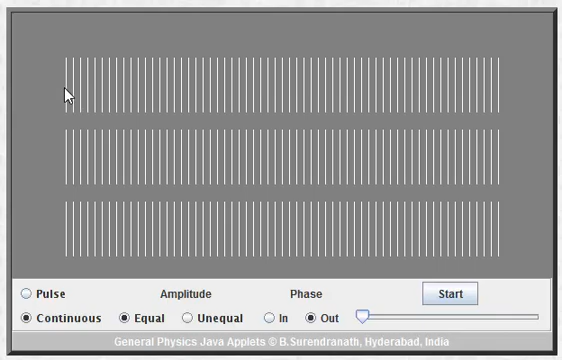 Pulse Amplitude Phase Start
Continuous Equal Unequal In Out
General Physics Java Applets © B.Surendranath, Hyderabad, India